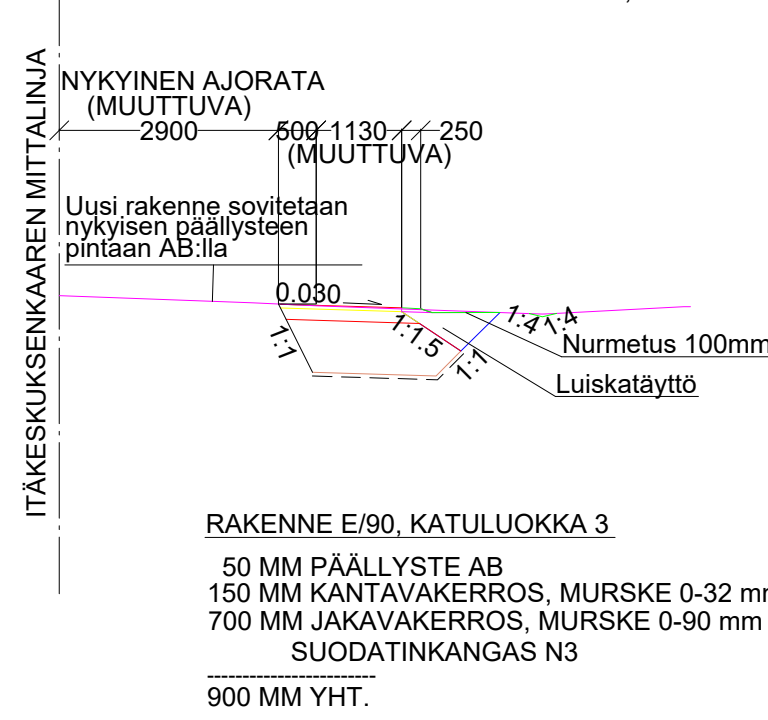 ITÄKESKUKSENKAAREN MITTALINJA
NYKYINEN AJORATA
(MUUTTUVA)
2900
500
1130
250
(MUUTTUVA)
Uusi rakenne sovitetaan
nykyisen päällysteen
pintaan AB:lla
0.030
1:1
1:1.5
1:1
1:4
1:4
Nurmetus 100mm
Luiskatäyttö
RAKENNE E/90, KATULUOKKA 3
50 MM PÄÄLLYSTE AB
150 MM KANTAVAKERROS, MURSKE 0-32 m
700 MM JAKAVAKERROS, MURSKE 0-90 mm
SUODATINKANGAS N3
------------------------
900 MM YHT.